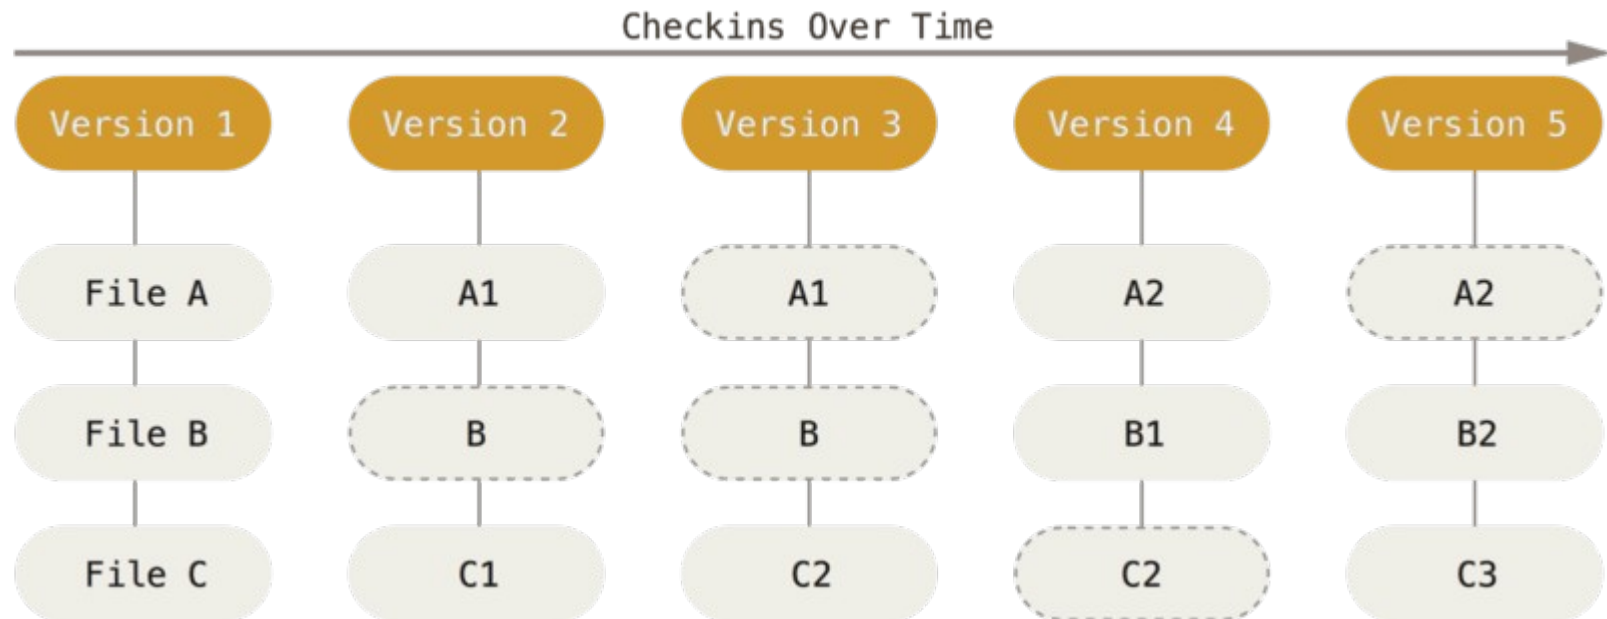 Checkins Over Time
Version 1 Version 2 Version 3 Version 4 Version 5
File A A1 A1 A2 A2
File B B B B1 B2
File C C1 C2 C2 C3